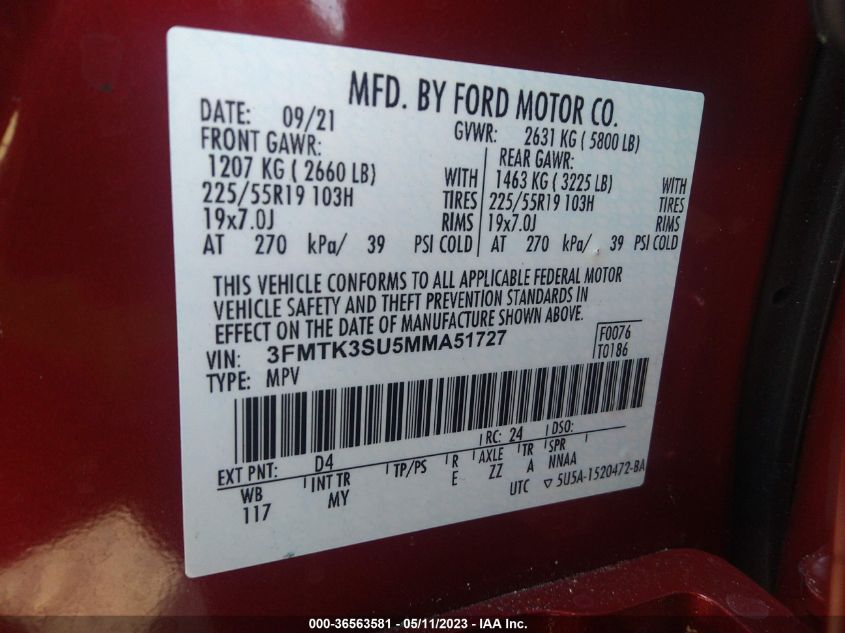 MFD. BY FORD MOTOR CO.
DATE: 09/21 GVWR: 2631 KG ( 5800 LB)
FRONT GAWR: REAR GAWR:
1207 KG ( 2660 LB) WITH 1463 KG ( 3225 LB) WITH
225/55R19 103H TIRES 225/55R19 103H TIRES
19x7.0J RIMS 19x7.0J RIMS
AT 270 kPa/ 39 PSI COLD AT 270 kPa/ 39 PSI COLD
THIS VEHICLE CONFORMS TO ALL APPLICABLE FEDERAL MOTOR
VEHICLE SAFETY AND THEFT PREVENTION STANDARDS IN
EFFECT ON THE DATE OF MANUFACTURE SHOWN ABOVE.
VIN: 3FMTK3SU5MMA51727 F0076
TYPE: MPV T0186
EXT PNT: D4 RC: 24 DSO:
WB INT TR TP/PS R AXLE TR SPR
117 MY E ZZ A NNAA
UTC ▽ 5U5A-1520472-BA
000-36563581 - 05/11/2023 - IAA Inc.